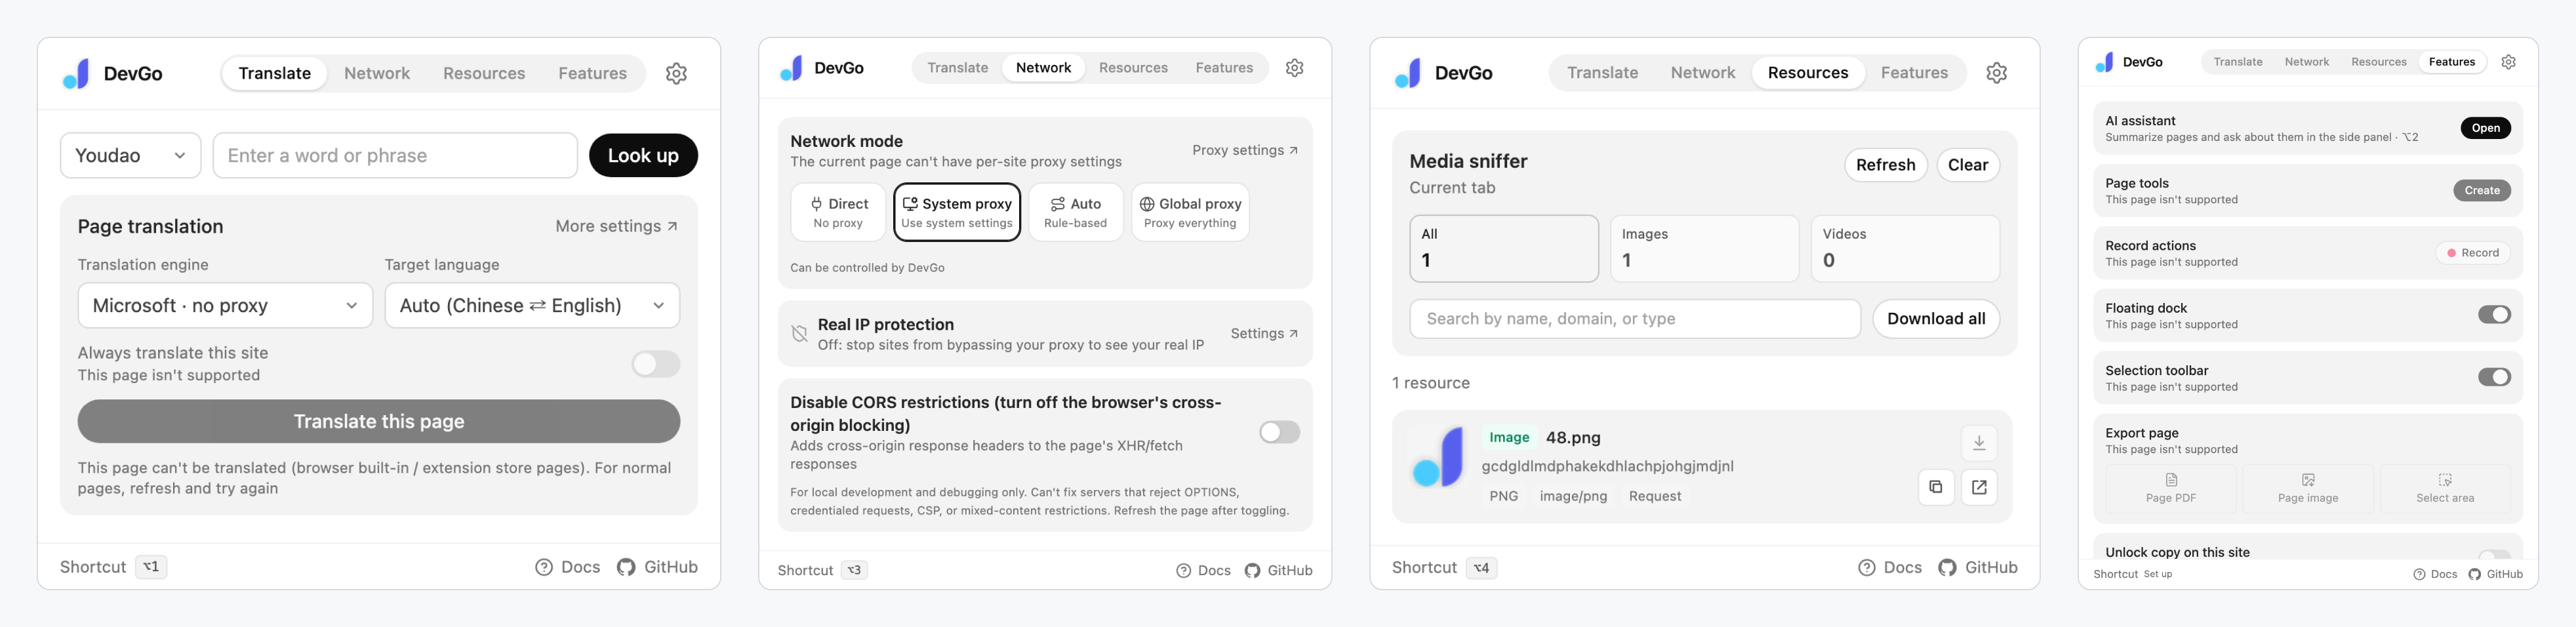 DevGo
Translate
Network
Resources
Features
Youdao
Enter a word or phrase
Look up
Page translation
More settings ↗
Translation engine
Target language
Microsoft · no proxy
Auto (Chinese ⇄ English)
Always translate this site
This page isn't supported
Translate this page
This page can't be translated (browser built-in / extension store pages). For normal
pages, refresh and try again
Shortcut ⌥1
Docs
GitHub
DevGo
Translate
Network
Resources
Features
Network mode
The current page can't have per-site proxy settings
Proxy settings ↗
Direct
No proxy
System proxy
Use system settings
Auto
Rule-based
Global proxy
Proxy everything
Can be controlled by DevGo
Real IP protection
Off: stop sites from bypassing your proxy to see your real IP
Settings ↗
Disable CORS restrictions (turn off the browser's cross-
origin blocking)
Adds cross-origin response headers to the page's XHR/fetch
responses
For local development and debugging only. Can't fix servers that reject OPTIONS,
credentialed requests, CSP, or mixed-content restrictions. Refresh the page after toggling.
Shortcut ⌥3
Docs
GitHub
DevGo
Translate
Network
Resources
Features
Media sniffer
Current tab
Refresh
Clear
All
1
Images
1
Videos
0
Search by name, domain, or type
Download all
1 resource
Image
48.png
gcdgldlmdphakekdhlachpjohgjmdjnl
PNG
image/png
Request
Shortcut ⌥4
Docs
GitHub
DevGo
Translate
Network
Resources
Features
AI assistant
Summarize pages and ask about them in the side panel · ⌥2
Open
Page tools
This page isn't supported
Create
Record actions
This page isn't supported
Record
Floating dock
This page isn't supported
Selection toolbar
This page isn't supported
Export page
This page isn't supported
Page PDF
Page image
Select area
Unlock copy on this site
Shortcut Set up
Docs
GitHub